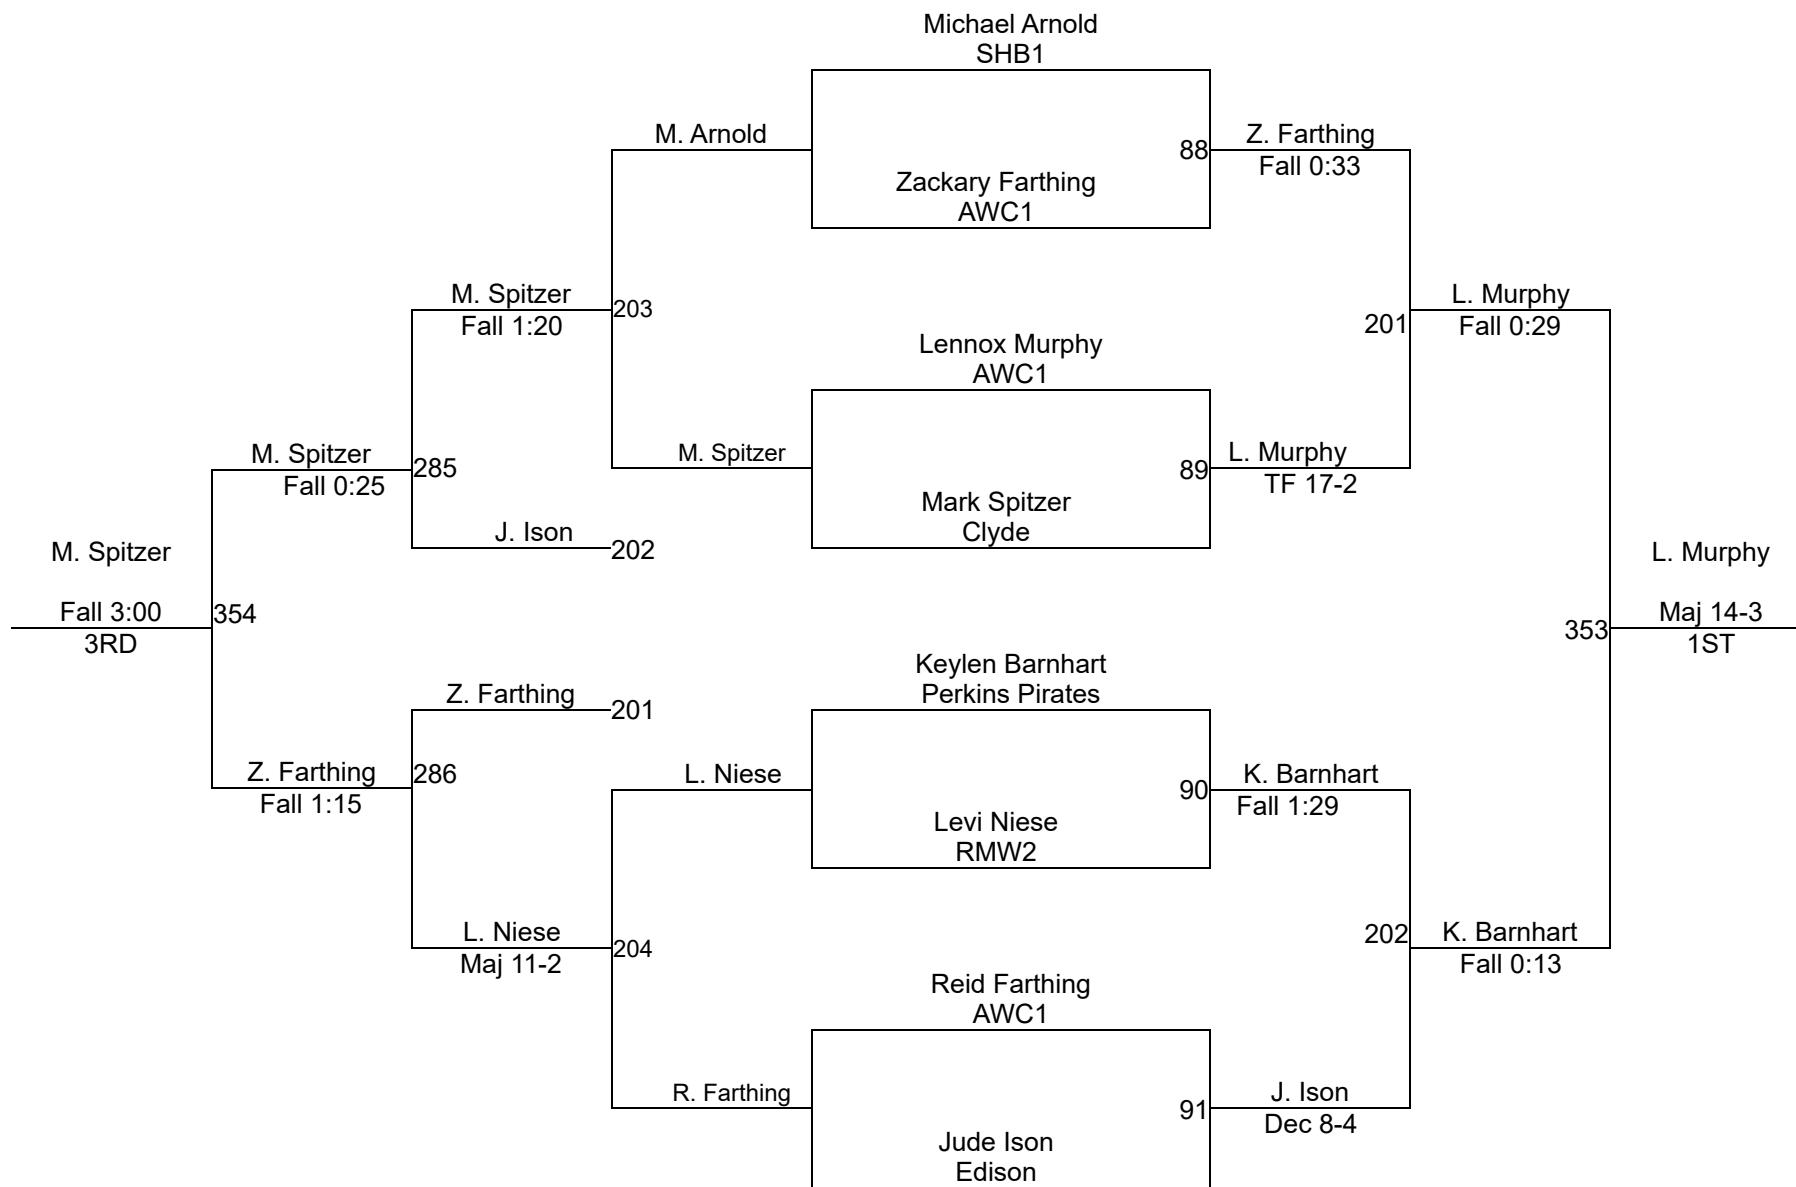 Michael Arnold
SHB1
M. Arnold
88
Z. Farthing
Fall 0:33
Zackary Farthing
AWC1
M. Spitzer
Fall 1:20
203
201
L. Murphy
Fall 0:29
Lennox Murphy
AWC1
M. Spitzer
Fall 0:25
285
M. Spitzer
89
L. Murphy
TF 17-2
Mark Spitzer
Clyde
J. Ison
202
M. Spitzer
Fall 3:00
3RD
354
L. Murphy
Maj 14-3
1ST
353
Keylen Barnhart
Perkins Pirates
Z. Farthing
201
Z. Farthing
Fall 1:15
286
L. Niese
90
K. Barnhart
Fall 1:29
Levi Niese
RMW2
L. Niese
Maj 11-2
204
202
K. Barnhart
Fall 0:13
Reid Farthing
AWC1
R. Farthing
91
J. Ison
Dec 8-4
Jude Ison
Edison